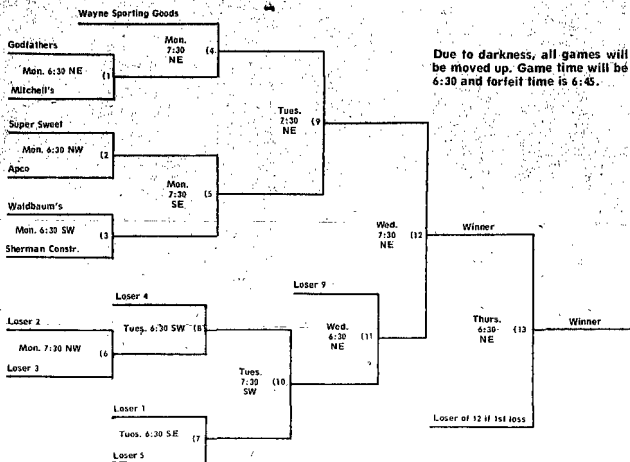 Wayne Sporting Goods
Godfathers
Mon. 6:30 NE (1
Mitchell's
Mon.
7:30
NE (4
Super Sweet
Mon. 6:30 NW (2
Apco
Waldbaum's
Mon. 6:30 SW (3
Sherman Constr.
Mon.
7:30
SE (5
Tues.
7:30
NE (9
Due to darkness, all games will
be moved up. Game time will be
6:30 and forfeit time is 6:45.
Wed.
7:30
NE (12
Winner
Loser 4
Loser 2
Mon. 7:30 NW (6
Loser 3
Tues. 6:30 SW (8
Loser 9
Wed.
6:30
NE (11
Tues.
7:30
SW (10
Loser 1
Tues. 6:30 SE (7
Loser 5
Thurs.
6:30
NE (13
Winner
Loser of 12 if 1st loss